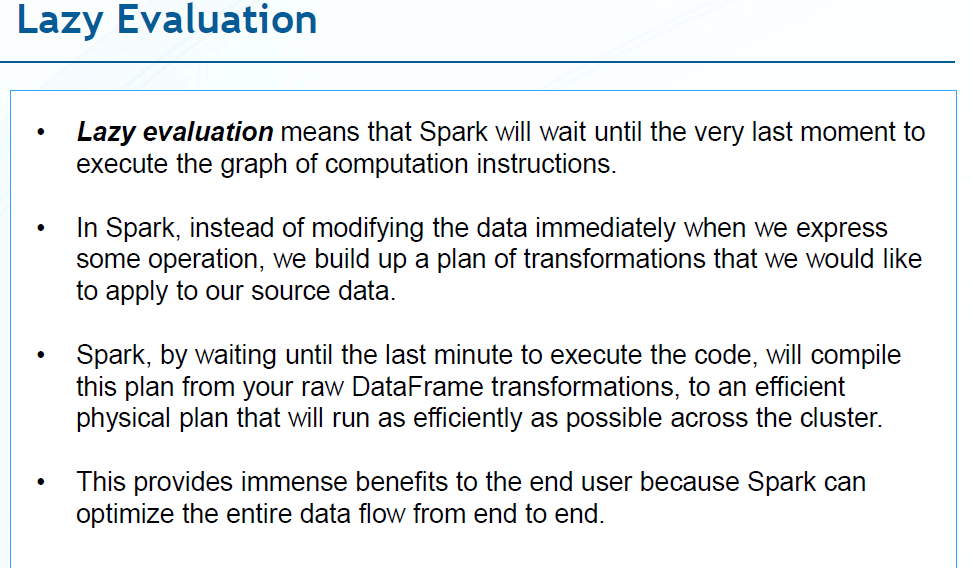 Lazy Evaluation
• Lazy evaluation means that Spark will wait until the very last moment to
execute the graph of computation instructions.
• In Spark, instead of modifying the data immediately when we express
some operation, we build up a plan of transformations that we would like
to apply to our source data.
• Spark, by waiting until the last minute to execute the code, will compile
this plan from your raw DataFrame transformations, to an efficient
physical plan that will run as efficiently as possible across the cluster.
• This provides immense benefits to the end user because Spark can
optimize the entire data flow from end to end.